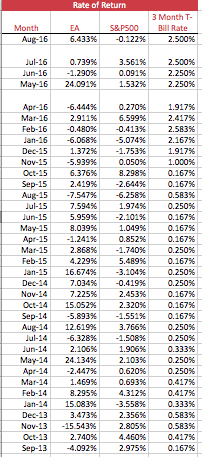 Rate of Return
3 Month T-
Month EA S&P500 Bill Rate
Aug-16 6.433% -0.122% 2.500%
Jul-16 0.739% 3.561% 2.500%
Jun-16 -1.290% 0.091% 2.250%
May-16 24.091% 1.532% 2.250%
Apr-16 -6.444% 0.270% 1.917%
Mar-16 2.911% 6.599% 2.417%
Feb-16 -0.480% -0.413% 2.583%
Jan-16 -6.068% -5.074% 2.167%
Dec-15 1.372% -1.753% 1.917%
Nov-15 -5.939% 0.050% 1.000%
Oct-15 6.376% 8.298% 0.167%
Sep-15 2.419% -2.644% 0.167%
Aug-15 -7.547% -6.258% 0.583%
Jul-15 7.594% 1.974% 0.250%
Jun-15 5.959% -2.101% 0.167%
May-15 8.039% 1.049% 0.167%
Apr-15 -1.241% 0.852% 0.167%
Mar-15 2.868% -1.740% 0.250%
Feb-15 4.229% 5.489% 0.167%
Jan-15 16.674% -3.104% 0.250%
Dec-14 7.034% -0.419% 0.250%
Nov-14 7.225% 2.453% 0.167%
Oct-14 15.052% 2.320% 0.167%
Sep-14 -5.893% -1.551% 0.167%
Aug-14 12.619% 3.766% 0.250%
Jul-14 -6.328% -1.508% 0.250%
Jun-14 2.106% 1.906% 0.333%
May-14 24.134% 2.103% 0.250%
Apr-14 -2.447% 0.620% 0.250%
Mar-14 1.469% 0.693% 0.417%
Feb-14 8.295% 4.312% 0.417%
Jan-14 15.083% -3.558% 0.333%
Dec-13 3.473% 2.356% 0.583%
Nov-13 -15.543% 2.805% 0.583%
Oct-13 2.740% 4.460% 0.417%
Sep-13 -4.092% 2.975% 0.167%